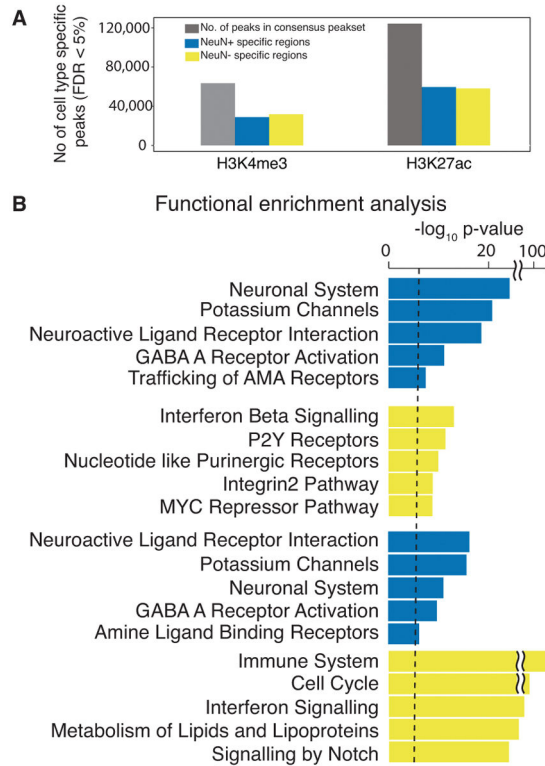 A
No of cell type specific
peaks (FDR < 5%)
120,000
80,000
40,000
0
No. of peaks in consensus peakset
NeuN+ specific regions
NeuN- specific regions
H3K4me3
H3K27ac
B
Functional enrichment analysis
-log10 p-value
0
20
100
Neuronal System
Potassium Channels
Neuroactive Ligand Receptor Interaction
GABA A Receptor Activation
Trafficking of AMA Receptors
Interferon Beta Signalling
P2Y Receptors
Nucleotide like Purinergic Receptors
Integrin2 Pathway
MYC Repressor Pathway
Neuroactive Ligand Receptor Interaction
Potassium Channels
Neuronal System
GABA A Receptor Activation
Amine Ligand Binding Receptors
Immune System
Cell Cycle
Interferon Signalling
Metabolism of Lipids and Lipoproteins
Signalling by Notch